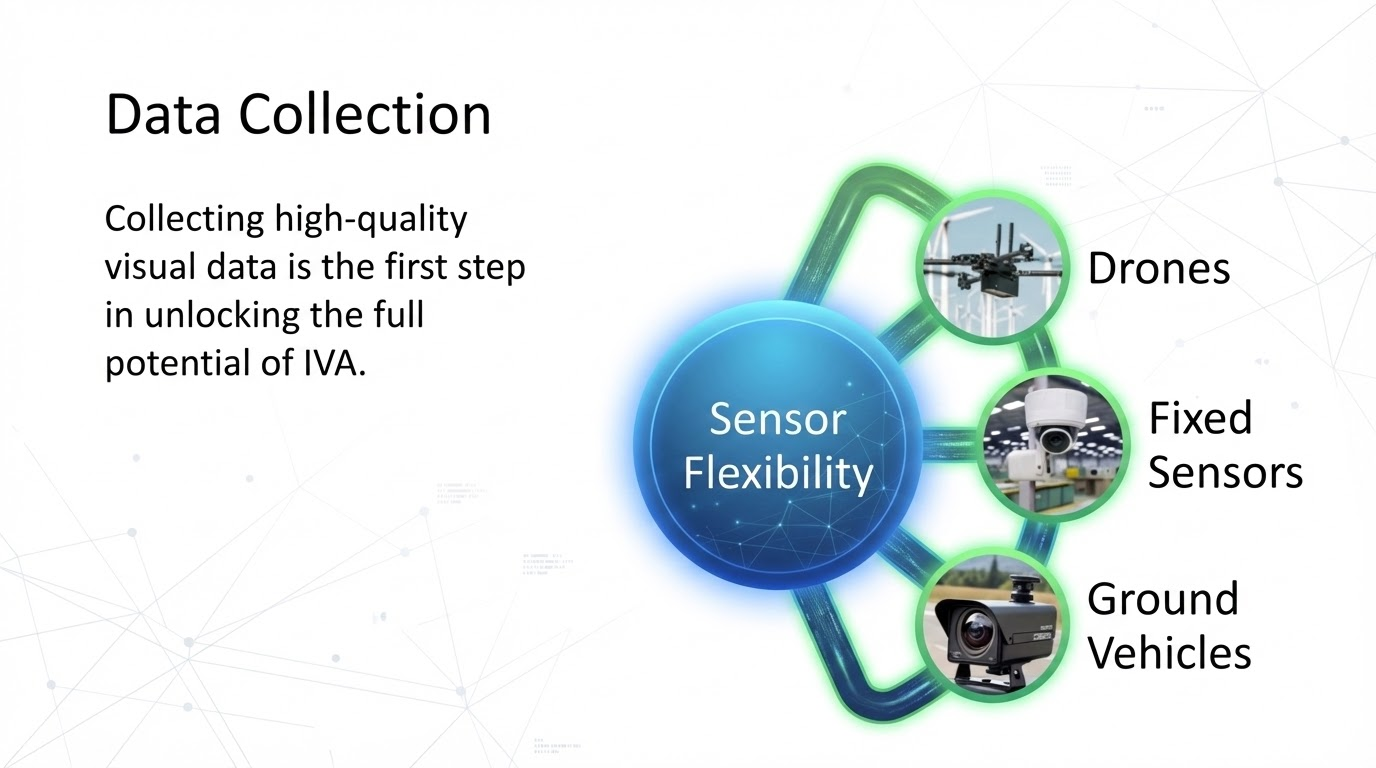 Data Collection
Collecting high-quality
visual data is the first step
in unlocking the full
potential of IVA.
Sensor
Flexibility
Drones
Fixed
Sensors
Ground
Vehicles